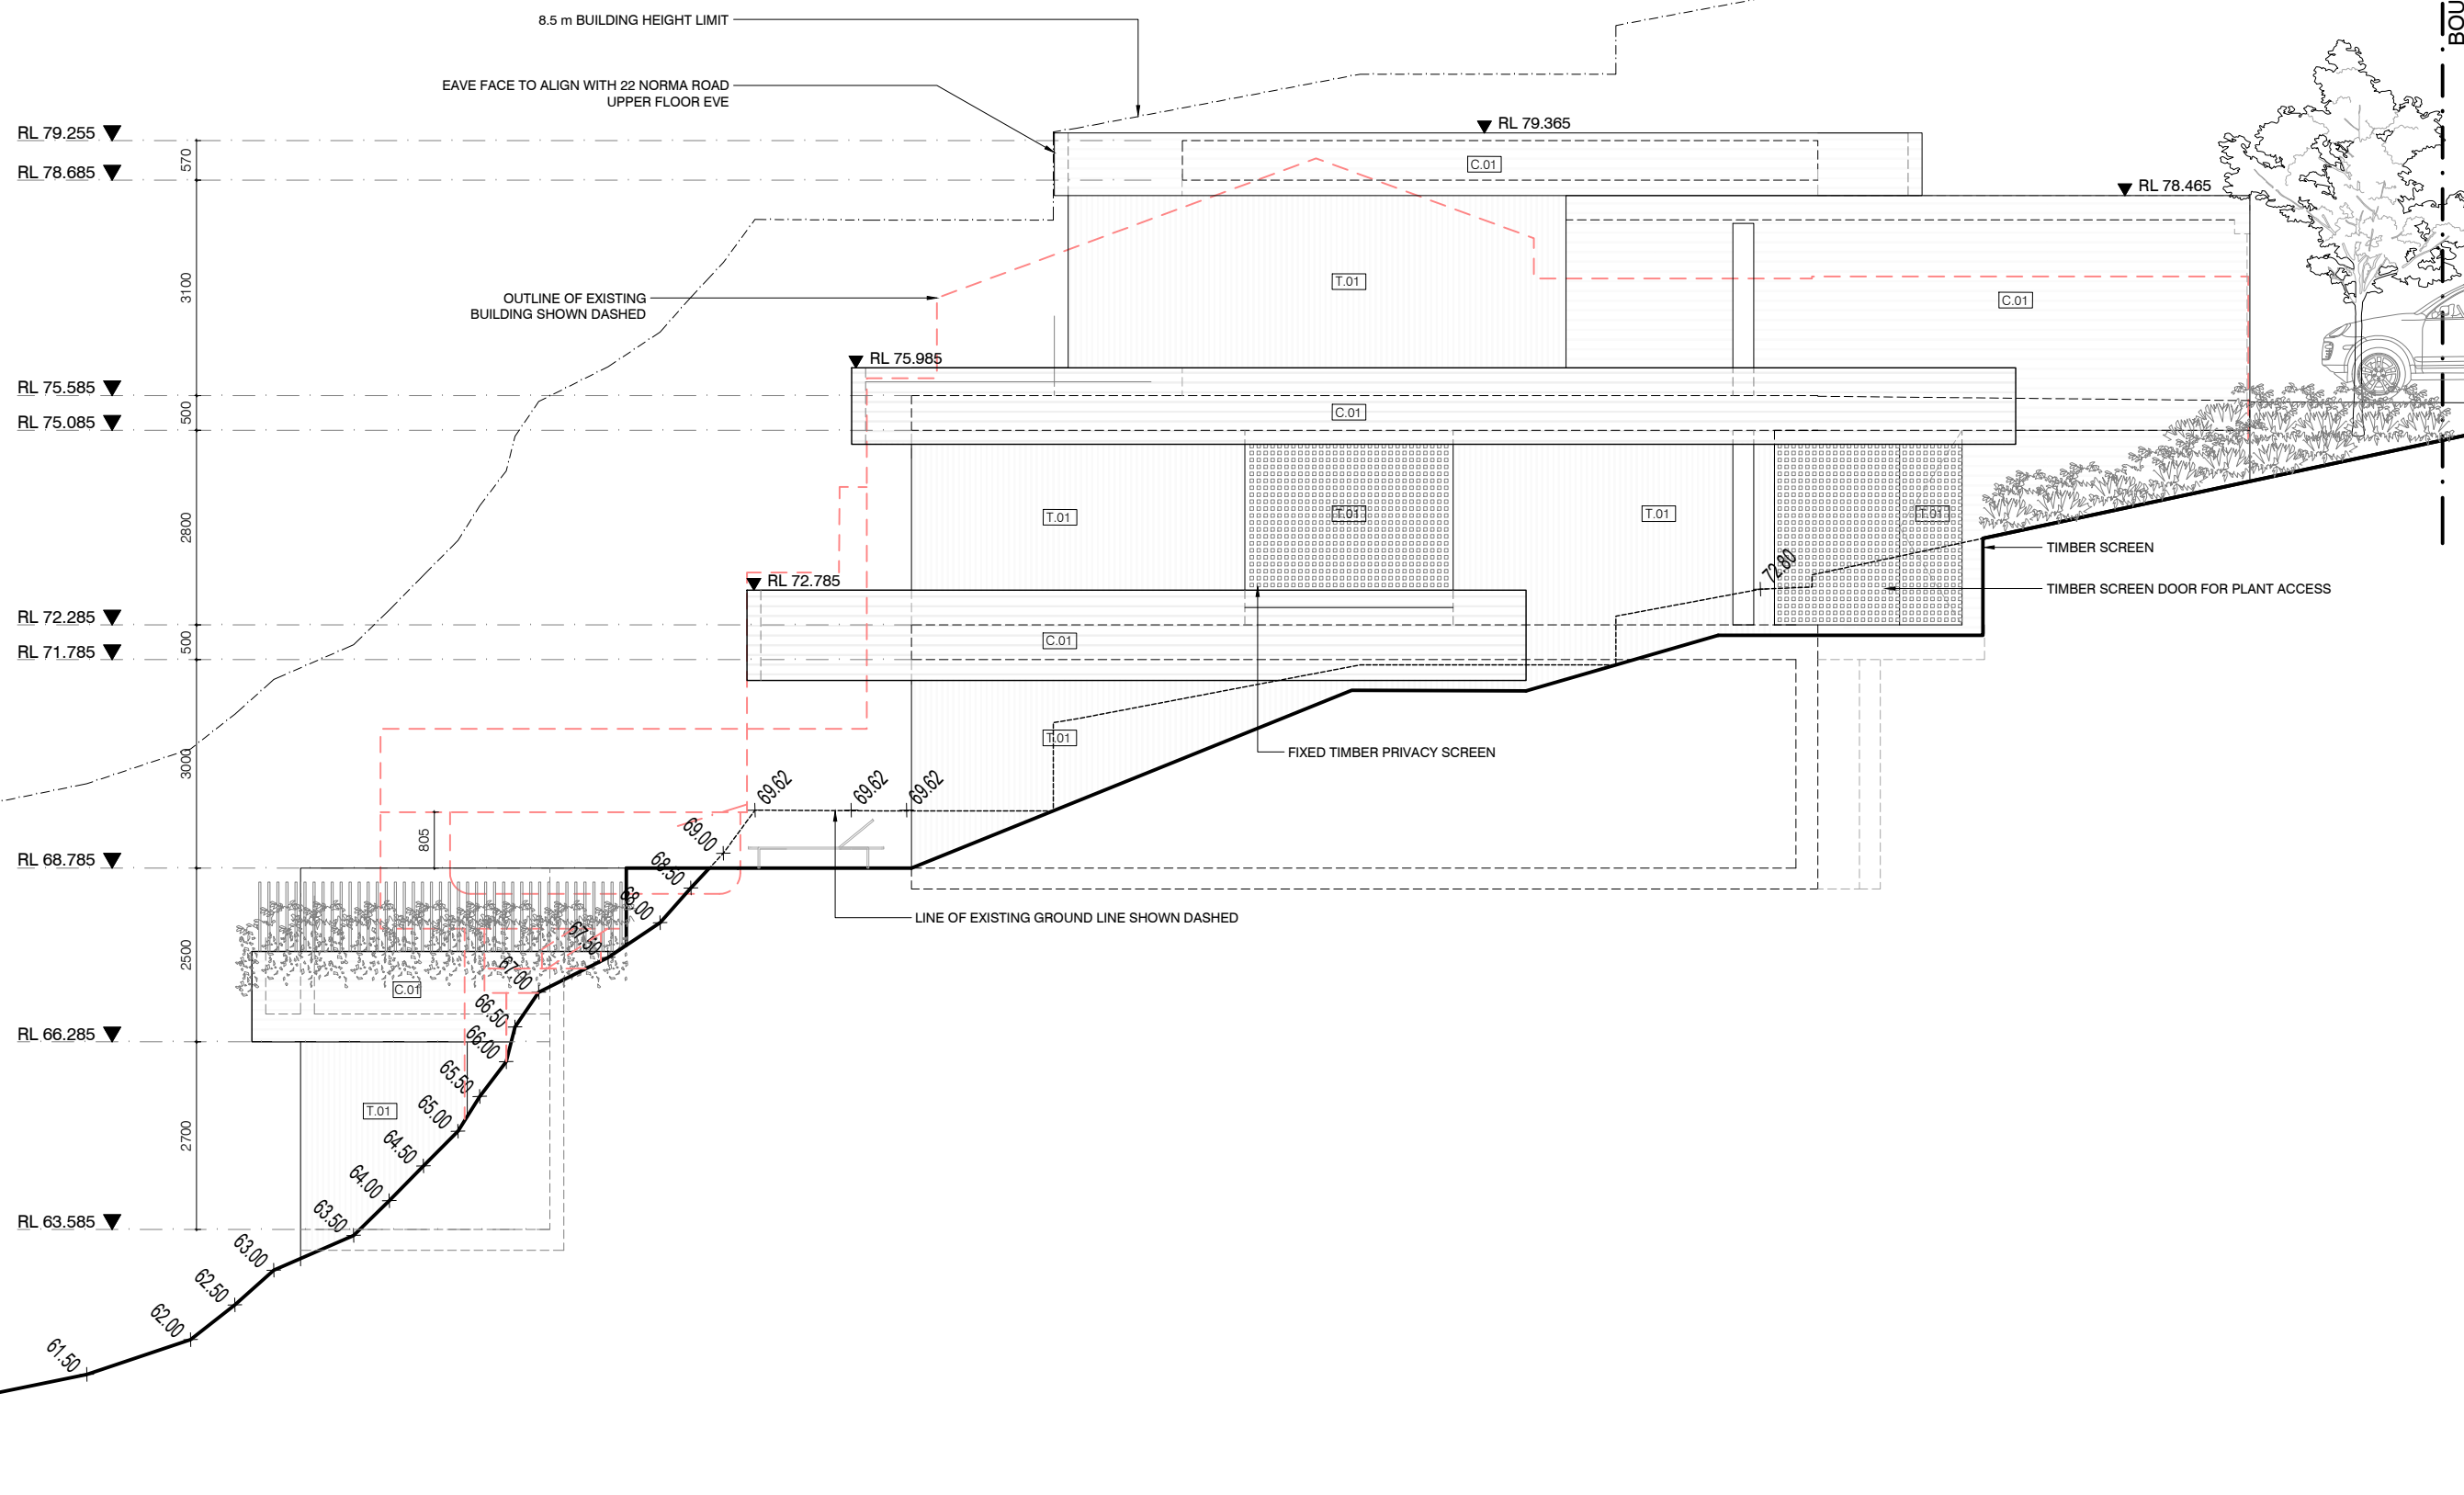 BOU
8.5 m BUILDING HEIGHT LIMIT
EAVE FACE TO ALIGN WITH 22 NORMA ROAD
UPPER FLOOR EVE
RL 79.255
RL 79.365
570
C.01
RL 78.685
RL 78.465
3100
T.01
C.01
OUTLINE OF EXISTING
BUILDING SHOWN DASHED
RL 75.985
RL 75.585
500
C.01
RL 75.085
2800
T.01
T.01
T.01
T.01
TIMBER SCREEN
72.80
RL 72.785
TIMBER SCREEN DOOR FOR PLANT ACCESS
RL 72.285
500
C.01
RL 71.785
3000
T.01
FIXED TIMBER PRIVACY SCREEN
69.62
69.62
69.62
805
69.00
RL 68.785
68.50
68.00
LINE OF EXISTING GROUND LINE SHOWN DASHED
67.50
2500
67.00
C.01
66.50
RL 66.285
66.00
65.50
T.01
65.00
2700
64.50
64.00
RL 63.585
63.50
63.00
62.50
62.00
61.50